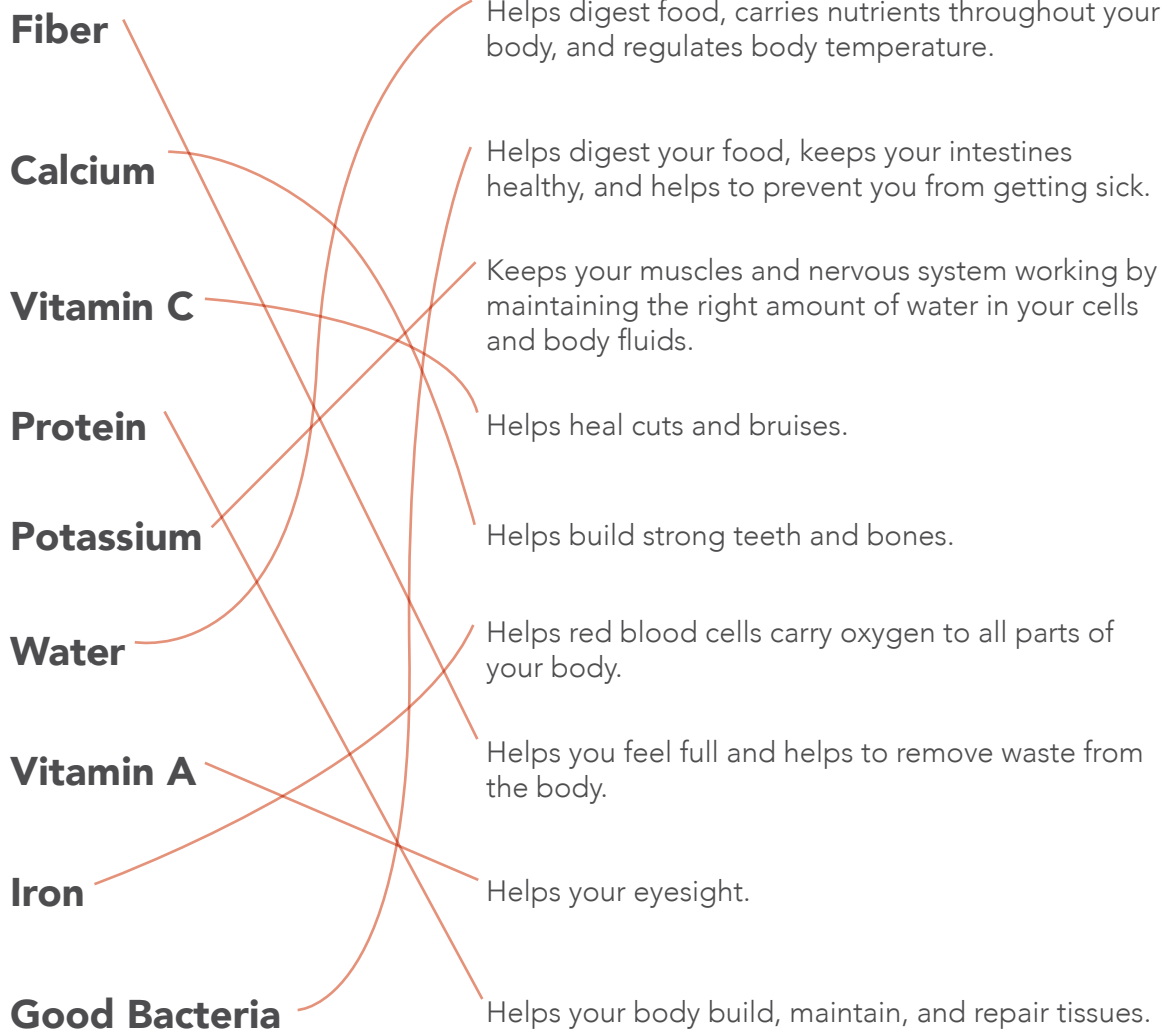 Fiber
Helps digest food, carries nutrients throughout your
body, and regulates body temperature.
Calcium
Helps digest your food, keeps your intestines
healthy, and helps to prevent you from getting sick.
Vitamin C
Keeps your muscles and nervous system working by
maintaining the right amount of water in your cells
and body fluids.
Protein
Helps heal cuts and bruises.
Potassium
Helps build strong teeth and bones.
Water
Helps red blood cells carry oxygen to all parts of
your body.
Vitamin A
Helps you feel full and helps to remove waste from
the body.
Iron
Helps your eyesight.
Good Bacteria
Helps your body build, maintain, and repair tissues.